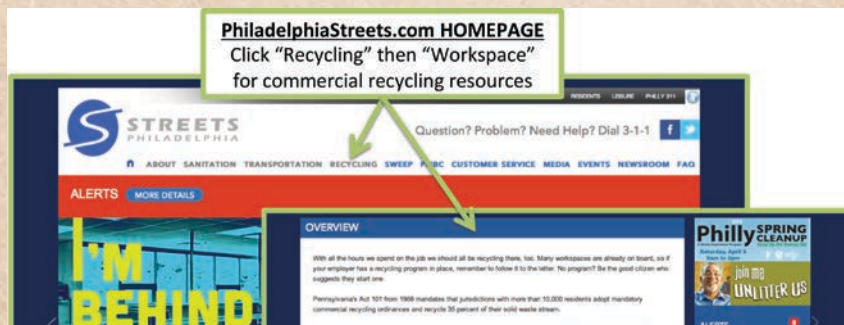 PhiladelphiaStreets.com HOMEPAGE
Click “Recycling” then “Workspace”
for commercial recycling resources
RESIDENTS LEISURE PHILLY 311
STREETS
PHILADELPHIA
Question? Problem? Need Help? Dial 3-1-1
ABOUT SANITATION TRANSPORTATION RECYCLING SWEEP CUSTOMER SERVICE MEDIA EVENTS NEWSROOM FAQ
ALERTS MORE DETAILS
I'M
BEHIND
OVERVIEW
With all the hours we spend on the job we should all be recycling there, too. Many workspaces are already on board, so if
your employer has a recycling program in place, remember to follow it to the letter. No program? Be the good citizen who
suggests they start one.
Pennsylvania's Act 101 from 1988 mandates that jurisdictions with more than 10,000 residents adopt mandatory
commercial recycling ordinances and recycle 35 percent of their solid waste stream.
Philly SPRING
CLEANUP
join me
UNLITTER US
ALERTS